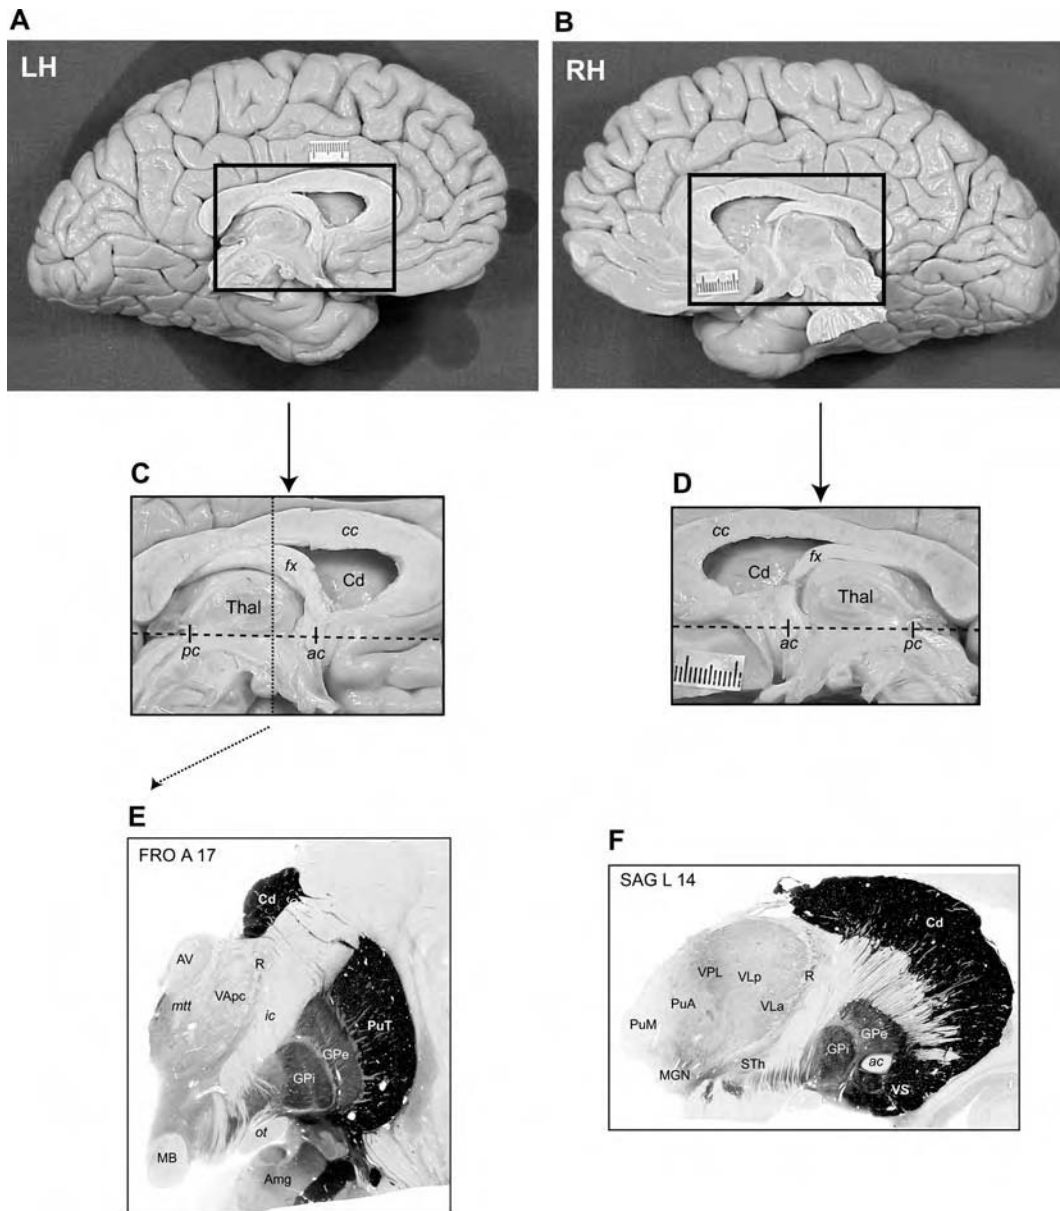 A
B
LH
RH
C
D
cc
fx
Cd
Thal
pc
ac
cc
fx
Cd
Thal
ac
pc
E
F
FRO A 17
Cd
AV
R
mtt
VApc
ic
PuT
GPe
GPi
ot
MB
Amg
SAG L 14
Cd
VPL
VLp
R
PuA
VLa
PuM
GPe
GPi
ac
STh
MGN
VS